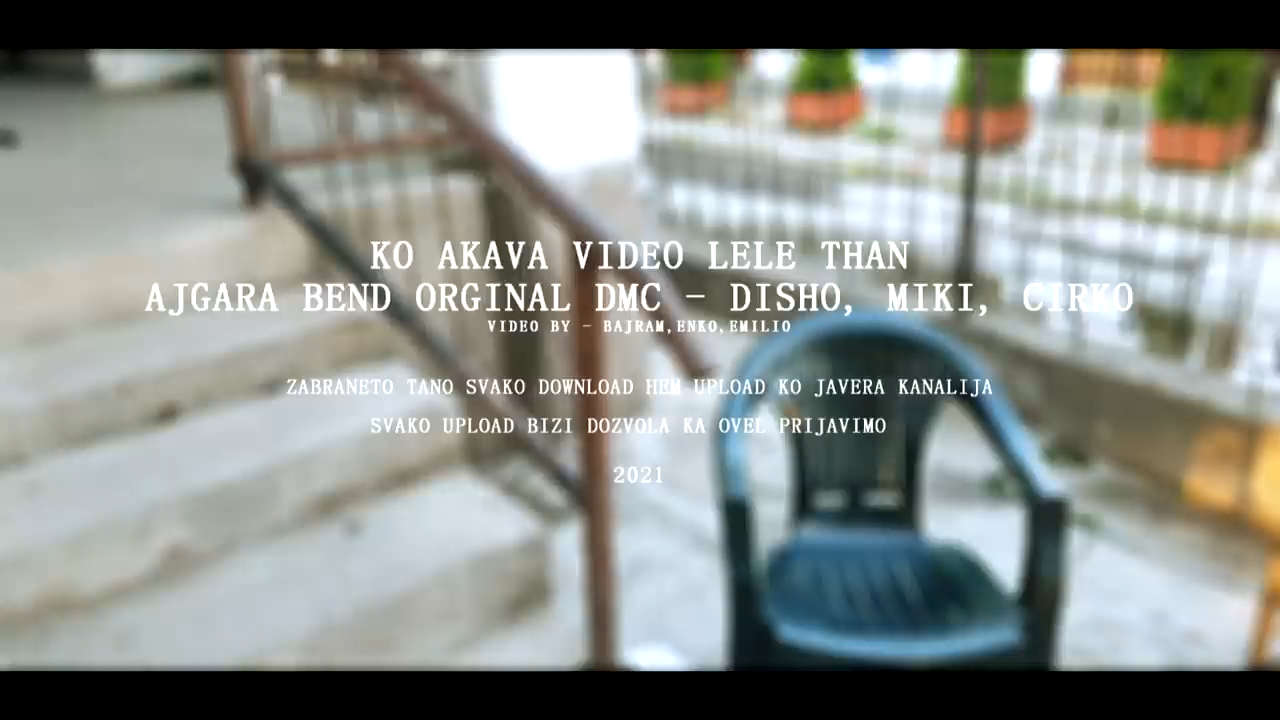 KO AKAVA VIDEO LELE THAN
AJGARA BEND ORGINAL DMC - DISHO, MIKI, CIRKO
VIDEO BY - BAJRAM,ENKO,EMILIO
ZABRANETO TANO SVAKO DOWNLOAD HEM UPLOAD KO JAVERA KANALIJA
SVAKO UPLOAD BIZI DOZVOLA KA OVEL PRIJAVIMO
2021